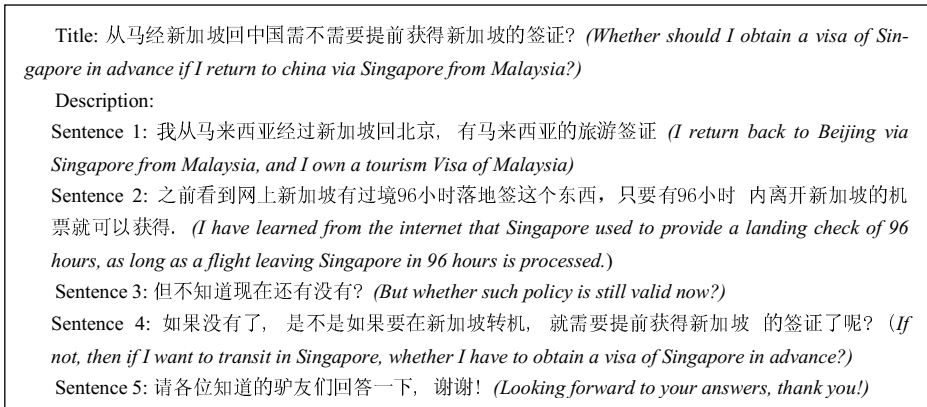 Title: 从马经新加坡回中国需不需要提前获得新加坡的签证? (Whether should I obtain a visa of Sin-
gapore in advance if I return to china via Singapore from Malaysia?)
Description:
Sentence 1: 我从马来西亚经过新加坡回北京, 有马来西亚的旅游签证 (I return back to Beijing via
Singapore from Malaysia, and I own a tourism Visa of Malaysia)
Sentence 2: 之前看到网上新加坡有过境96小时落地签这个东西，只要有96小时 内离开新加坡的机
票就可以获得. (I have learned from the internet that Singapore used to provide a landing check of 96
hours, as long as a flight leaving Singapore in 96 hours is processed.)
Sentence 3: 但不知道现在还有没有? (But whether such policy is still valid now?)
Sentence 4: 如果没有了, 是不是如果要在新加坡转机, 就需要提前获得新加坡 的签证了呢? (If
not, then if I want to transit in Singapore, whether I have to obtain a visa of Singapore in advance?)
Sentence 5: 请各位知道的驴友们回答一下, 谢谢! (Looking forward to your answers, thank you!)